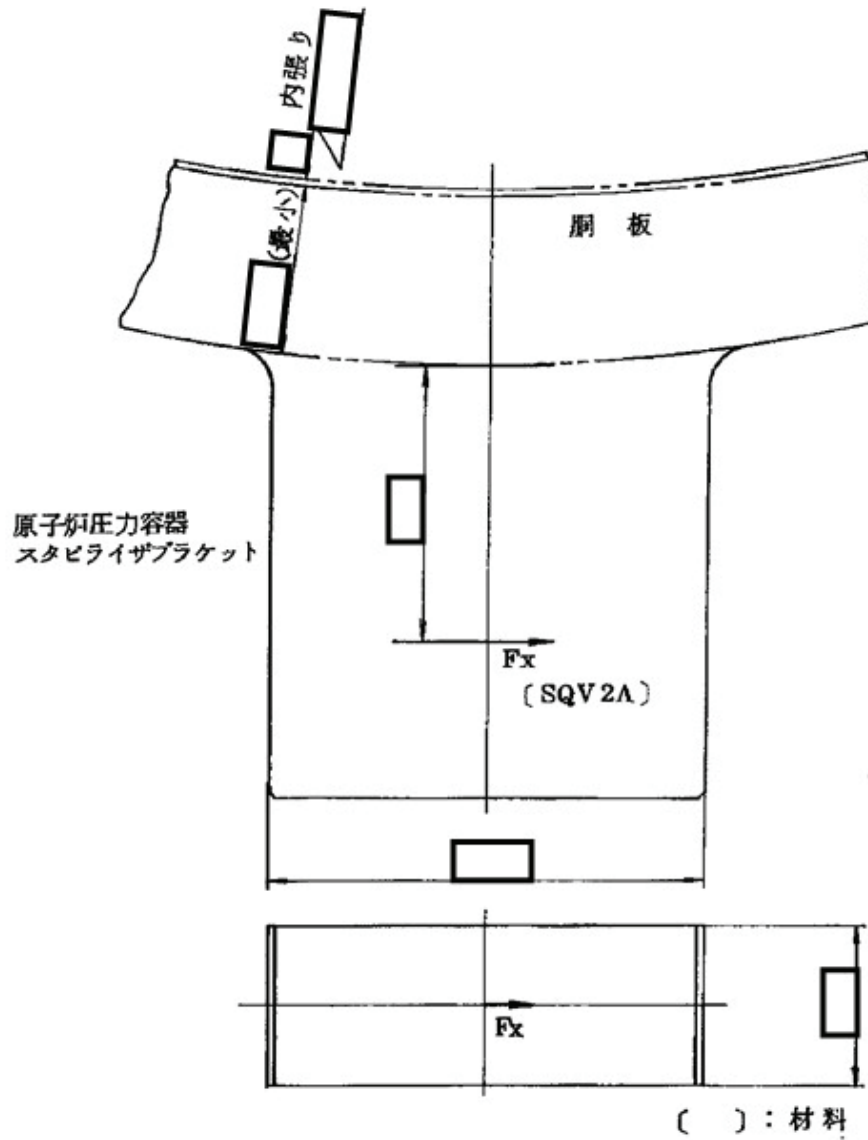 内張り
(最小)
胴板
原子炉圧力容器
スタビライザブラケット
Fx
〔SQV2A〕
Fx
〔 〕:材料